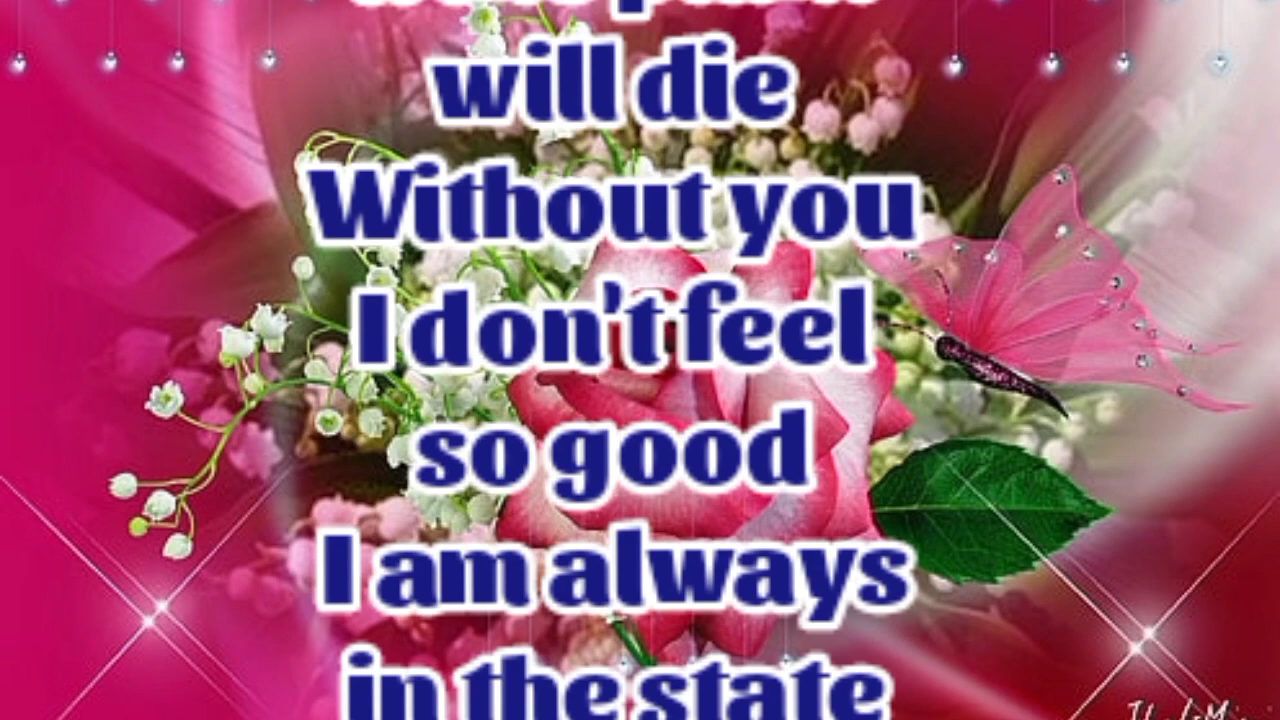 will die
Without you
I don't feel
so good
I am always
in the state